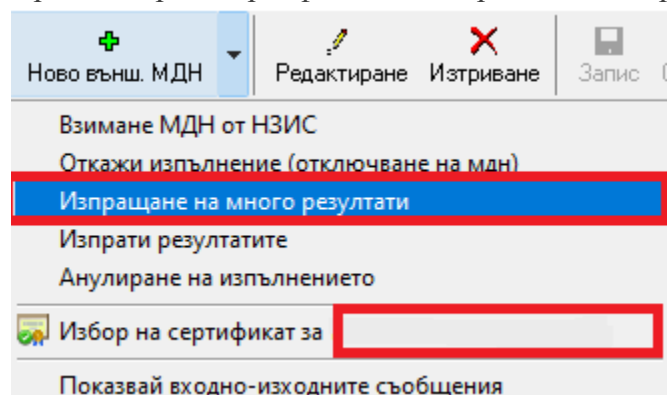 Ново външ. МДН
Редактиране
Изтриване
Запис
Взимане МДН от НЗИС
Откажи изпълнение (отключване на мдн)
Изпращане на много резултати
Изпрати резултатите
Анулиране на изпълнението
Избор на сертификат за
Показвай входно-изходните съобщения